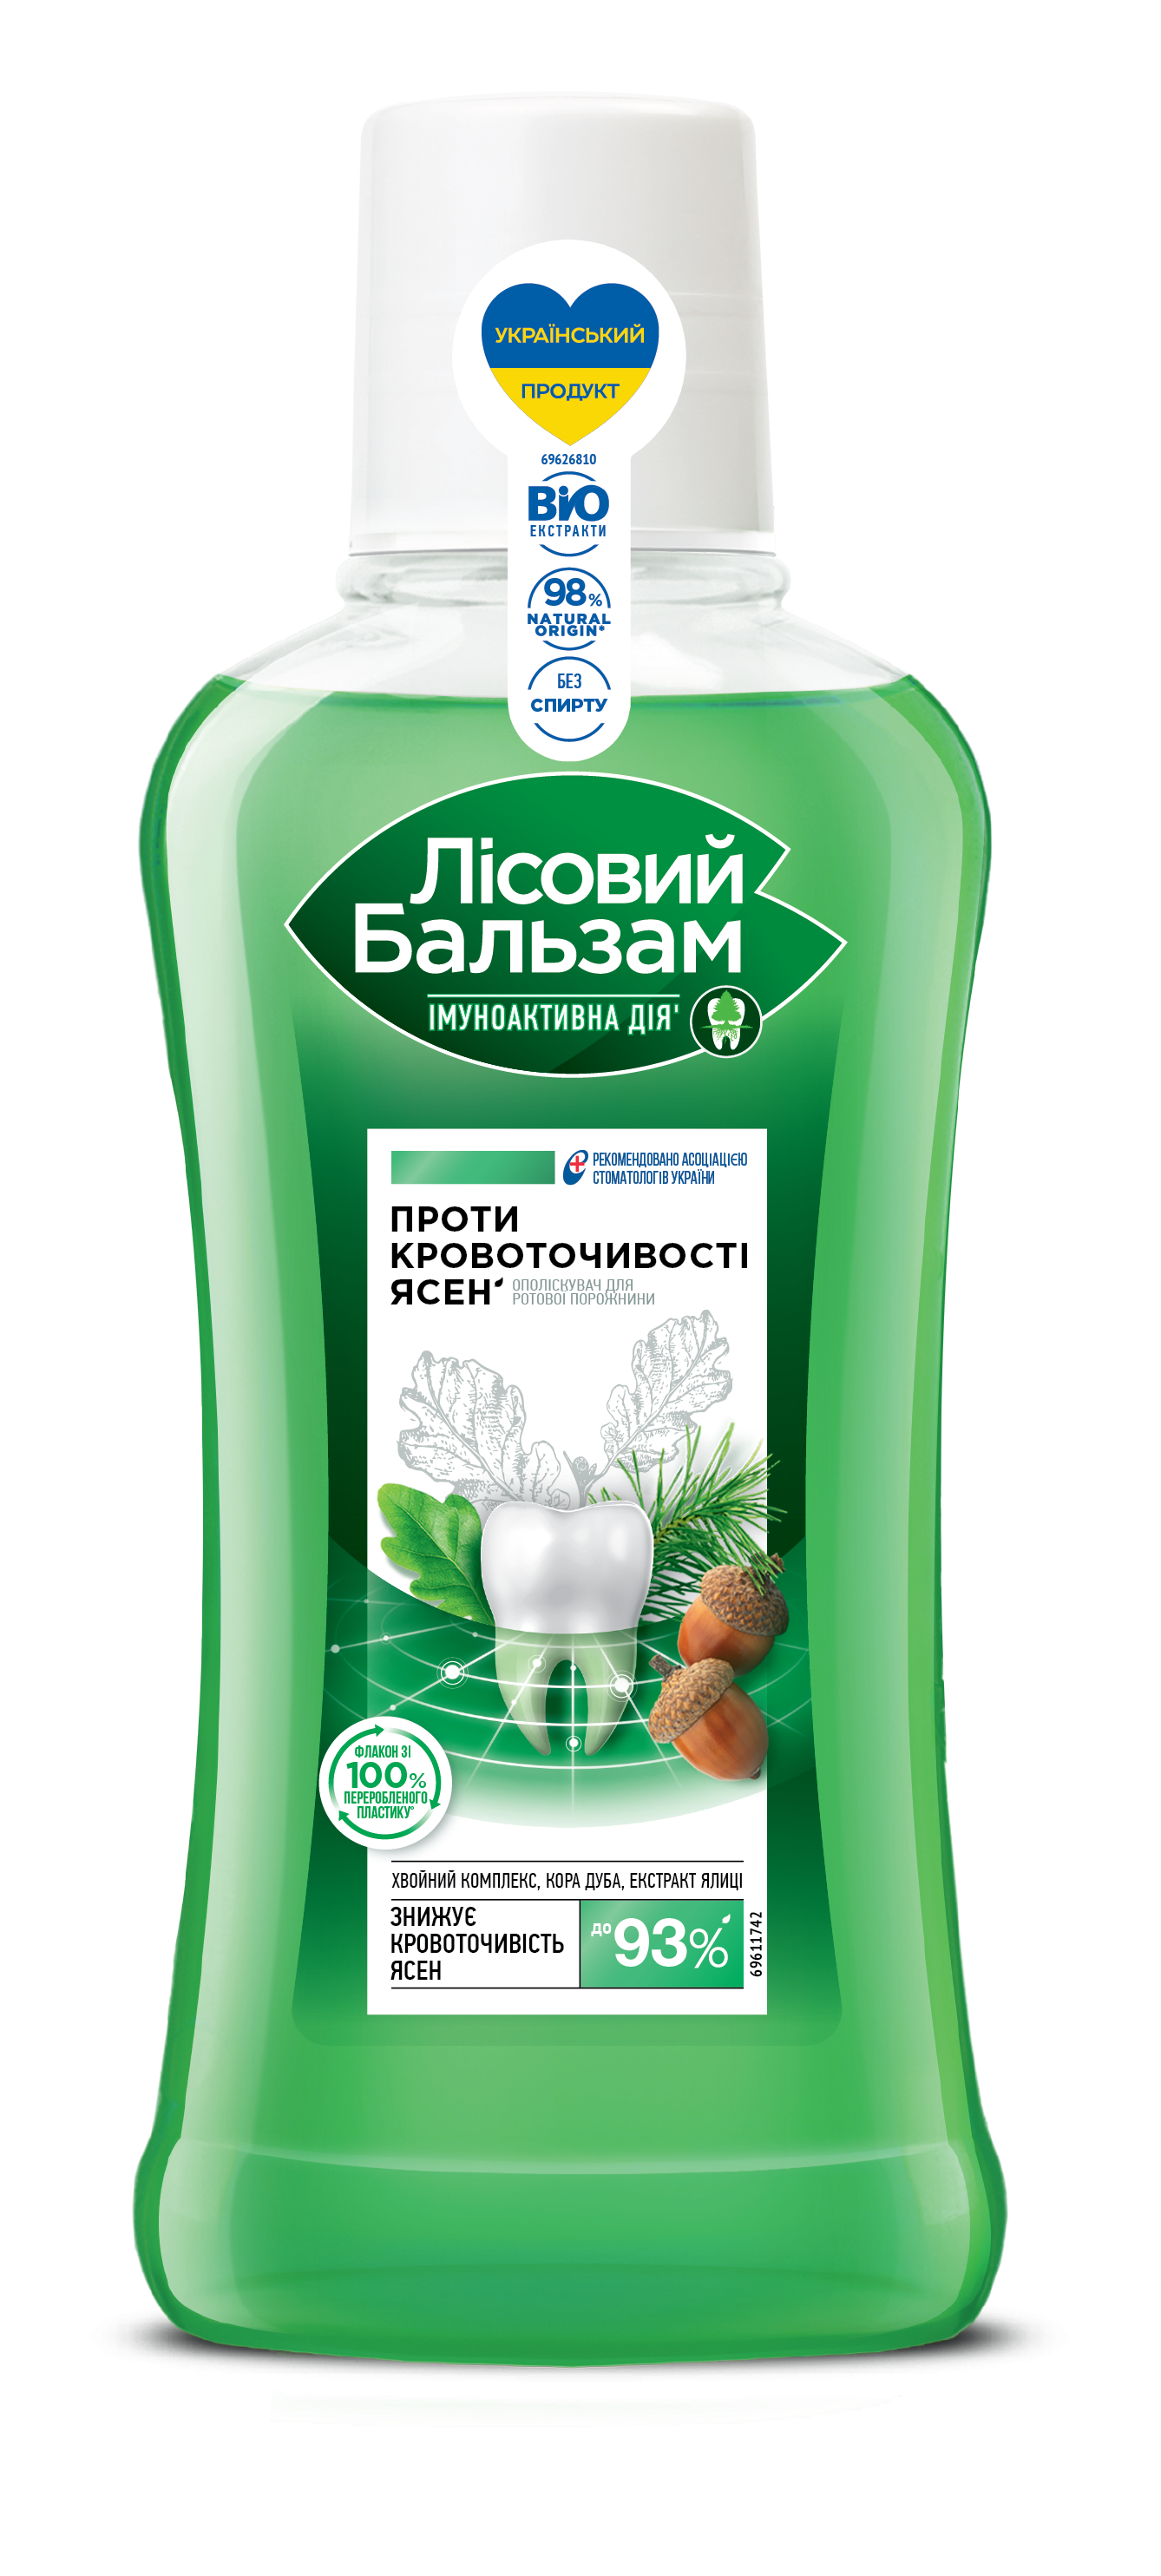 УКРАЇНСЬКИЙ
ПРОДУКТ
69626810
ВіО
ЕКСТРАКТИ
98%
NATURAL
ORIGIN*
БЕЗ
СПИРТУ
Лісовий
Бальзам
ІМУНОАКТИВНА ДІЯ¹
РЕКОМЕНДОВАНО АСОЦІАЦІЄЮ
СТОМАТОЛОГІВ УКРАЇНИ
ПРОТИ
КРОВОТОЧИВОСТІ
ЯСЕН
ОПОЛІСКУВАЧ ДЛЯ
РОТОВОЇ ПОРОЖНИНИ
ФЛАКОН ЗІ
100%
ПЕРЕРОБЛЕНОГО
ПЛАСТИКУ
ХВОЙНИЙ КОМПЛЕКС, КОРА ДУБА, ЕКСТРАКТ ЯЛИЦІ
ЗНИЖУЄ
КРОВОТОЧИВІСТЬ
ЯСЕН
ДО 93%
69611742